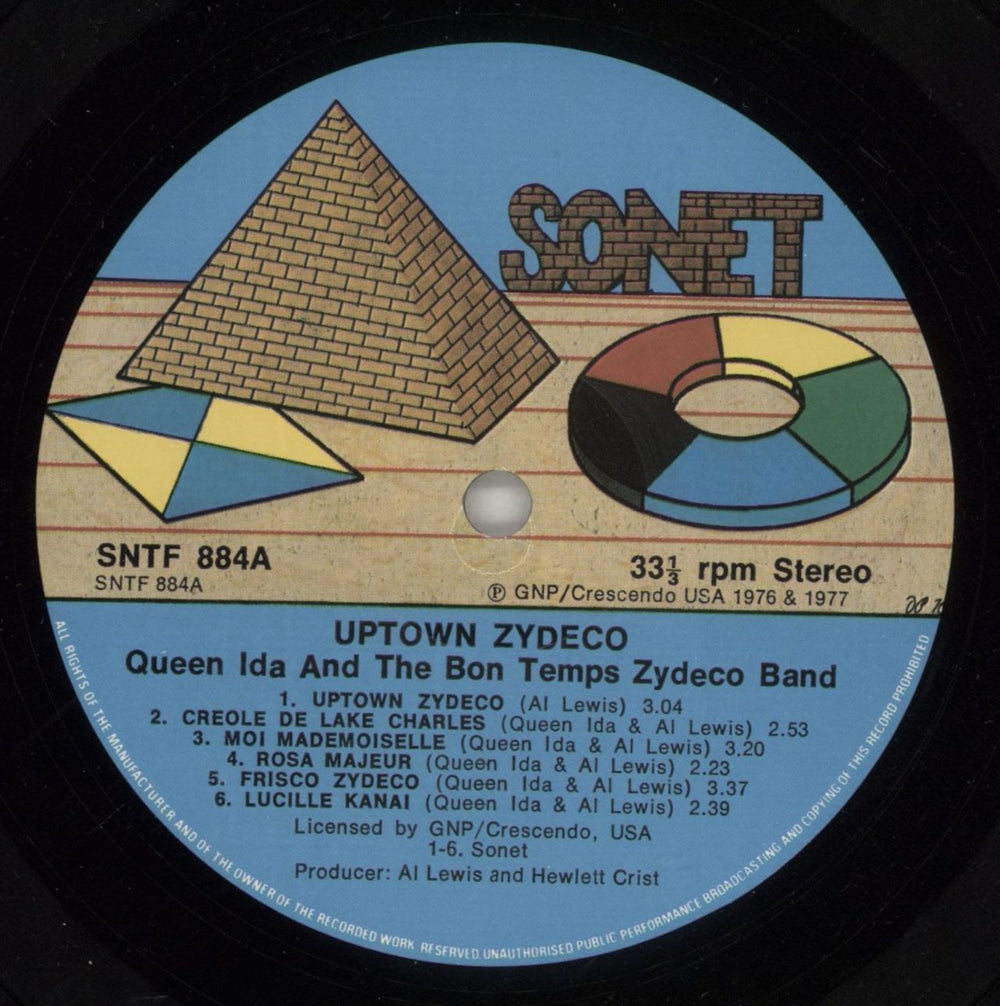 SONET
SNTF 884A
SNTF 884A
33⅓ rpm Stereo
Ⓟ GNP/Crescendo USA 1976 & 1977
UPTOWN ZYDECO
Queen Ida And The Bon Temps Zydeco Band
1. UPTOWN ZYDECO (Al Lewis) 3.04
2. CREOLE DE LAKE CHARLES (Queen Ida & Al Lewis) 2.53
3. MOI MADEMOISELLE (Queen Ida & Al Lewis) 3.20
4. ROSA MAJEUR (Queen Ida & Al Lewis) 2.23
5. FRISCO ZYDECO (Queen Ida & Al Lewis) 3.37
6. LUCILLE KANAI (Queen Ida & Al Lewis) 2.39
Licensed by GNP/Crescendo, USA
1-6. Sonet
Producer: Al Lewis and Hewlett Crist
ALL RIGHTS OF THE MANUFACTURER AND OF THE OWNER OF THE RECORDED WORK RESERVED UNAUTHORISED PUBLIC PERFORMANCE BROADCASTING AND COPYING OF THIS RECORD PROHIBITED